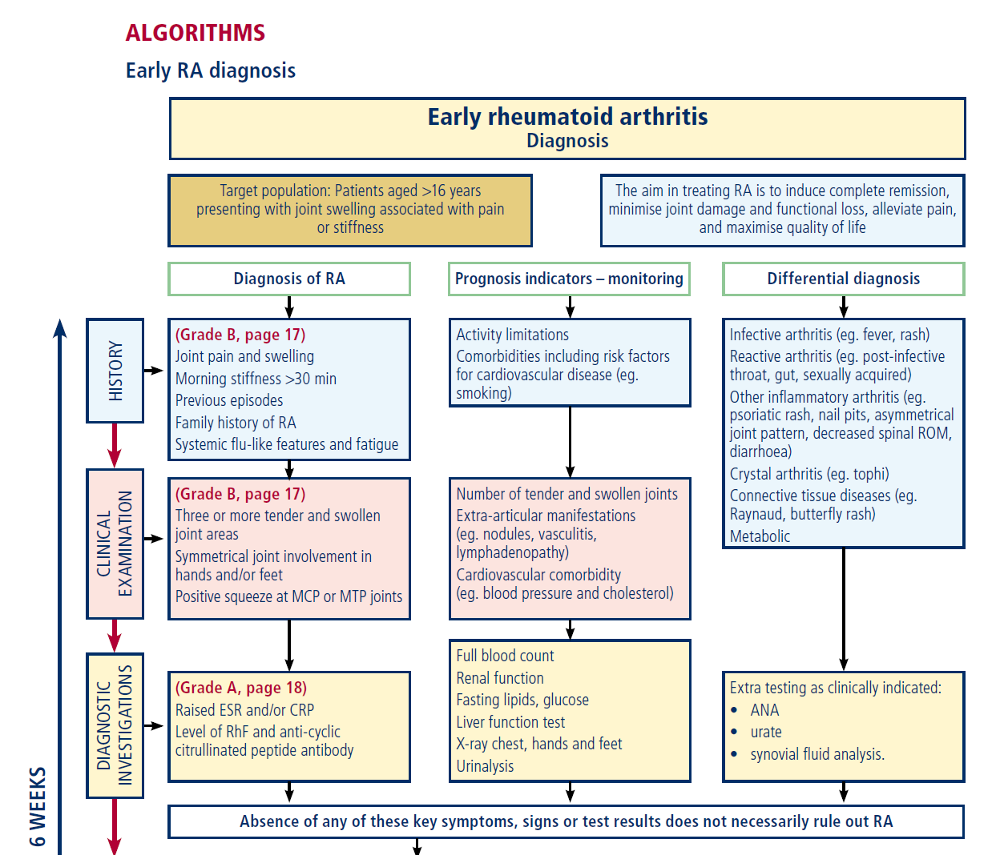 ALGORITHMS
Early RA diagnosis
Early rheumatoid arthritis
Diagnosis
Target population: Patients aged >16 years
presenting with joint swelling associated with pain
or stiffness
The aim in treating RA is to induce complete remission,
minimise joint damage and functional loss, alleviate pain,
and maximise quality of life
Diagnosis of RA
Prognosis indicators – monitoring
Differential diagnosis
HISTORY
(Grade B, page 17)
Joint pain and swelling
Morning stiffness >30 min
Previous episodes
Family history of RA
Systemic flu-like features and fatigue
Activity limitations
Comorbidities including risk factors
for cardiovascular disease (eg.
smoking)
Infective arthritis (eg. fever, rash)
Reactive arthritis (eg. post-infective
throat, gut, sexually acquired)
Other inflammatory arthritis (eg.
psoriatic rash, nail pits, asymmetrical
joint pattern, decreased spinal ROM,
diarrhoea)
Crystal arthritis (eg. tophi)
Connective tissue diseases (eg.
Raynaud, butterfly rash)
Metabolic
CLINICAL
EXAMINATION
(Grade B, page 17)
Three or more tender and swollen
joint areas
Symmetrical joint involvement in
hands and/or feet
Positive squeeze at MCP or MTP joints
Number of tender and swollen joints
Extra-articular manifestations
(eg. nodules, vasculitis,
lymphadenopathy)
Cardiovascular comorbidity
(eg. blood pressure and cholesterol)
DIAGNOSTIC
INVESTIGATIONS
(Grade A, page 18)
Raised ESR and/or CRP
Level of RhF and anti-cyclic
citrullinated peptide antibody
Full blood count
Renal function
Fasting lipids, glucose
Liver function test
X-ray chest, hands and feet
Urinalysis
Extra testing as clinically indicated:
• ANA
• urate
• synovial fluid analysis.
6 WEEKS
Absence of any of these key symptoms, signs or test results does not necessarily rule out RA